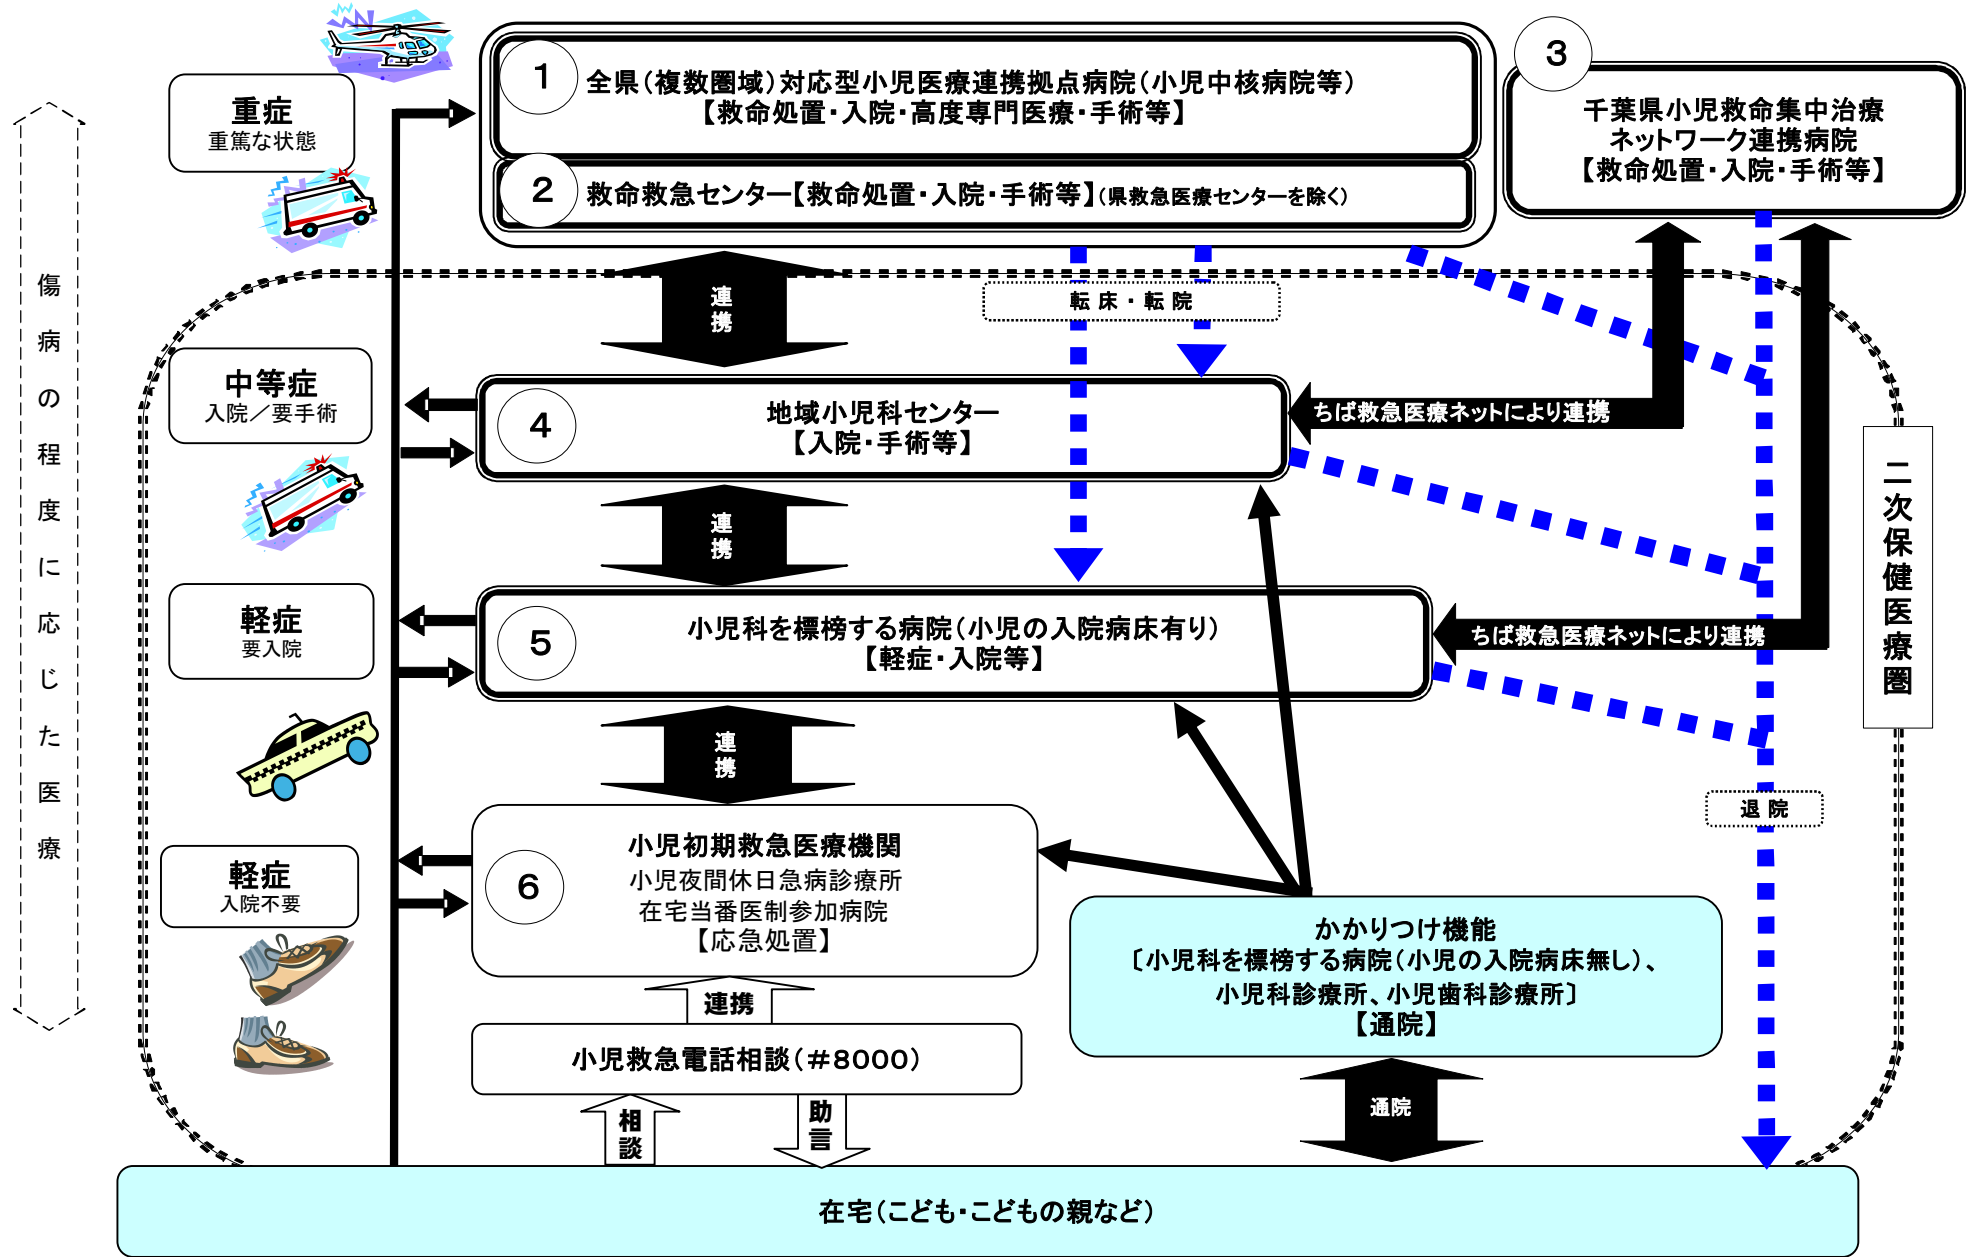 1
全県（複数圏域）対応型小児医療連携拠点病院（小児中核病院等）
【救命処置・入院・高度専門医療・手術等】
2
救命救急センター【救命処置・入院・手術等】（県救急医療センターを除く）
3
千葉県小児救命集中治療
ネットワーク連携病院
【救命処置・入院・手術等】
重症
重篤な状態
傷病の程度に応じた医療
連携
転床・転院
中等症
入院／要手術
4
地域小児科センター
【入院・手術等】
ちば救急医療ネットにより連携
二次保健医療圏
連携
軽症
要入院
5
小児科を標榜する病院（小児の入院病床有り）
【軽症・入院等】
ちば救急医療ネットにより連携
連携
退院
軽症
入院不要
6
小児初期救急医療機関
小児夜間休日急病診療所
在宅当番医制参加病院
【応急処置】
かかりつけ機能
〔小児科を標榜する病院（小児の入院病床無し）、
小児科診療所、小児歯科診療所〕
【通院】
連携
小児救急電話相談（＃8000）
相談
助言
通院
在宅（こども・こどもの親など）